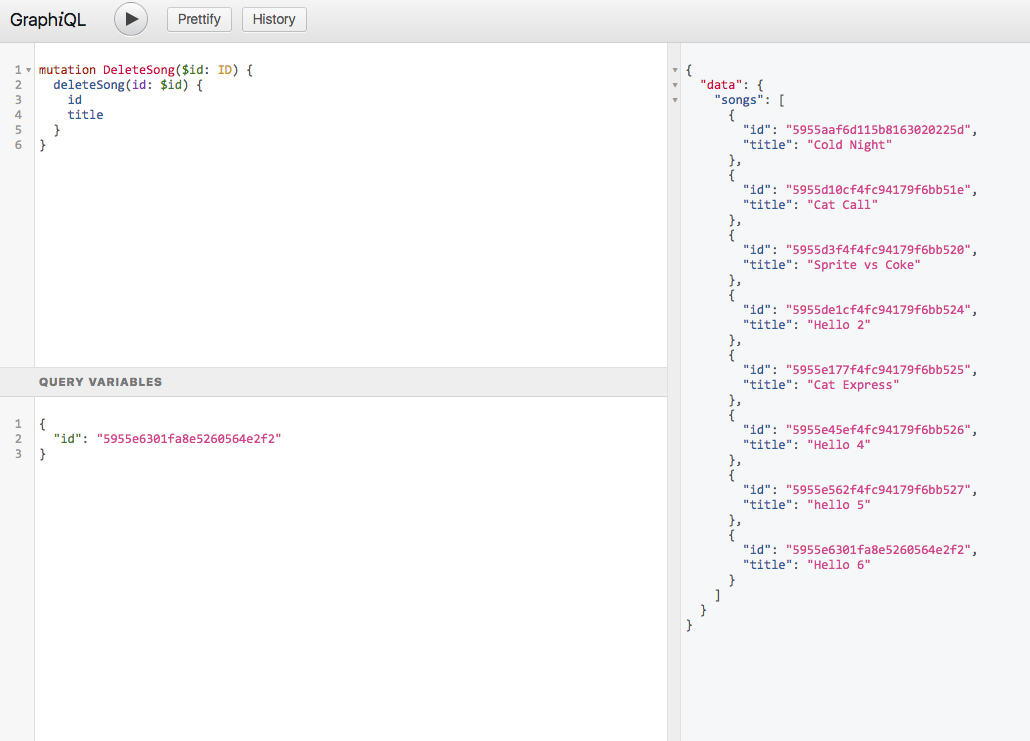 GraphiQL
Prettify
History
1 mutation DeleteSong($id: ID) {
2   deleteSong(id: $id) {
3     id
4     title
5   }
6 }
QUERY VARIABLES
1 {
2   "id": "5955e6301fa8e5260564e2f2"
3 }
{
  "data": {
    "songs": [
      {
        "id": "5955aaf6d115b8163020225d",
        "title": "Cold Night"
      },
      {
        "id": "5955d10cf4fc94179f6bb51e",
        "title": "Cat Call"
      },
      {
        "id": "5955d3f4f4fc94179f6bb520",
        "title": "Sprite vs Coke"
      },
      {
        "id": "5955de1cf4fc94179f6bb524",
        "title": "Hello 2"
      },
      {
        "id": "5955e177f4fc94179f6bb525",
        "title": "Cat Express"
      },
      {
        "id": "5955e45ef4fc94179f6bb526",
        "title": "Hello 4"
      },
      {
        "id": "5955e562f4fc94179f6bb527",
        "title": "hello 5"
      },
      {
        "id": "5955e6301fa8e5260564e2f2",
        "title": "Hello 6"
      }
    ]
  }
}